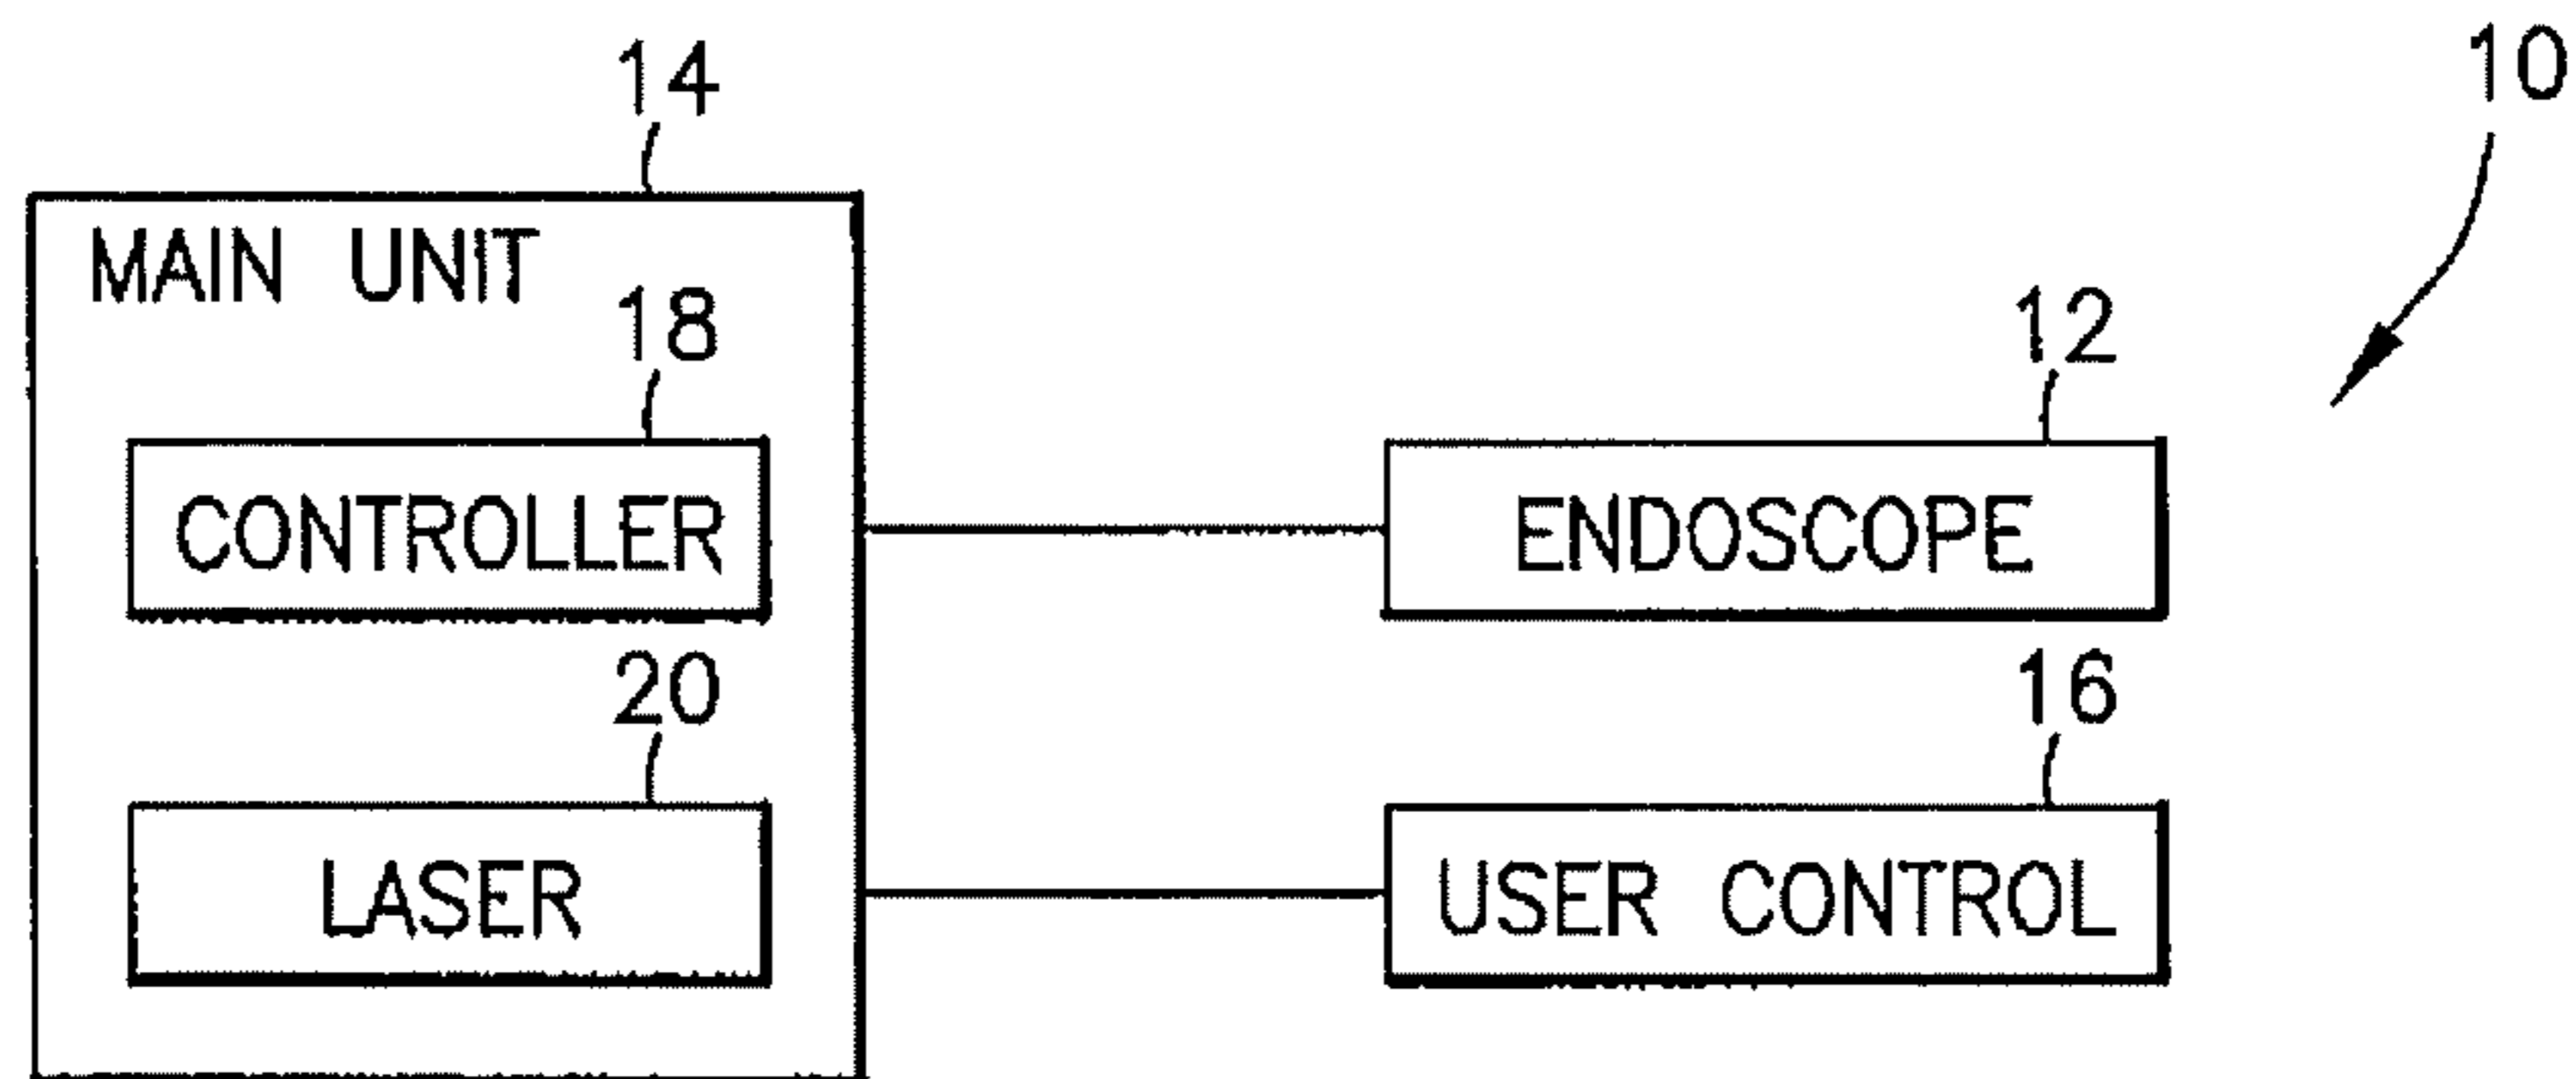 10
14
MAIN UNIT
18
CONTROLLER
20
LASER
12
ENDOSCOPE
16
USER CONTROL